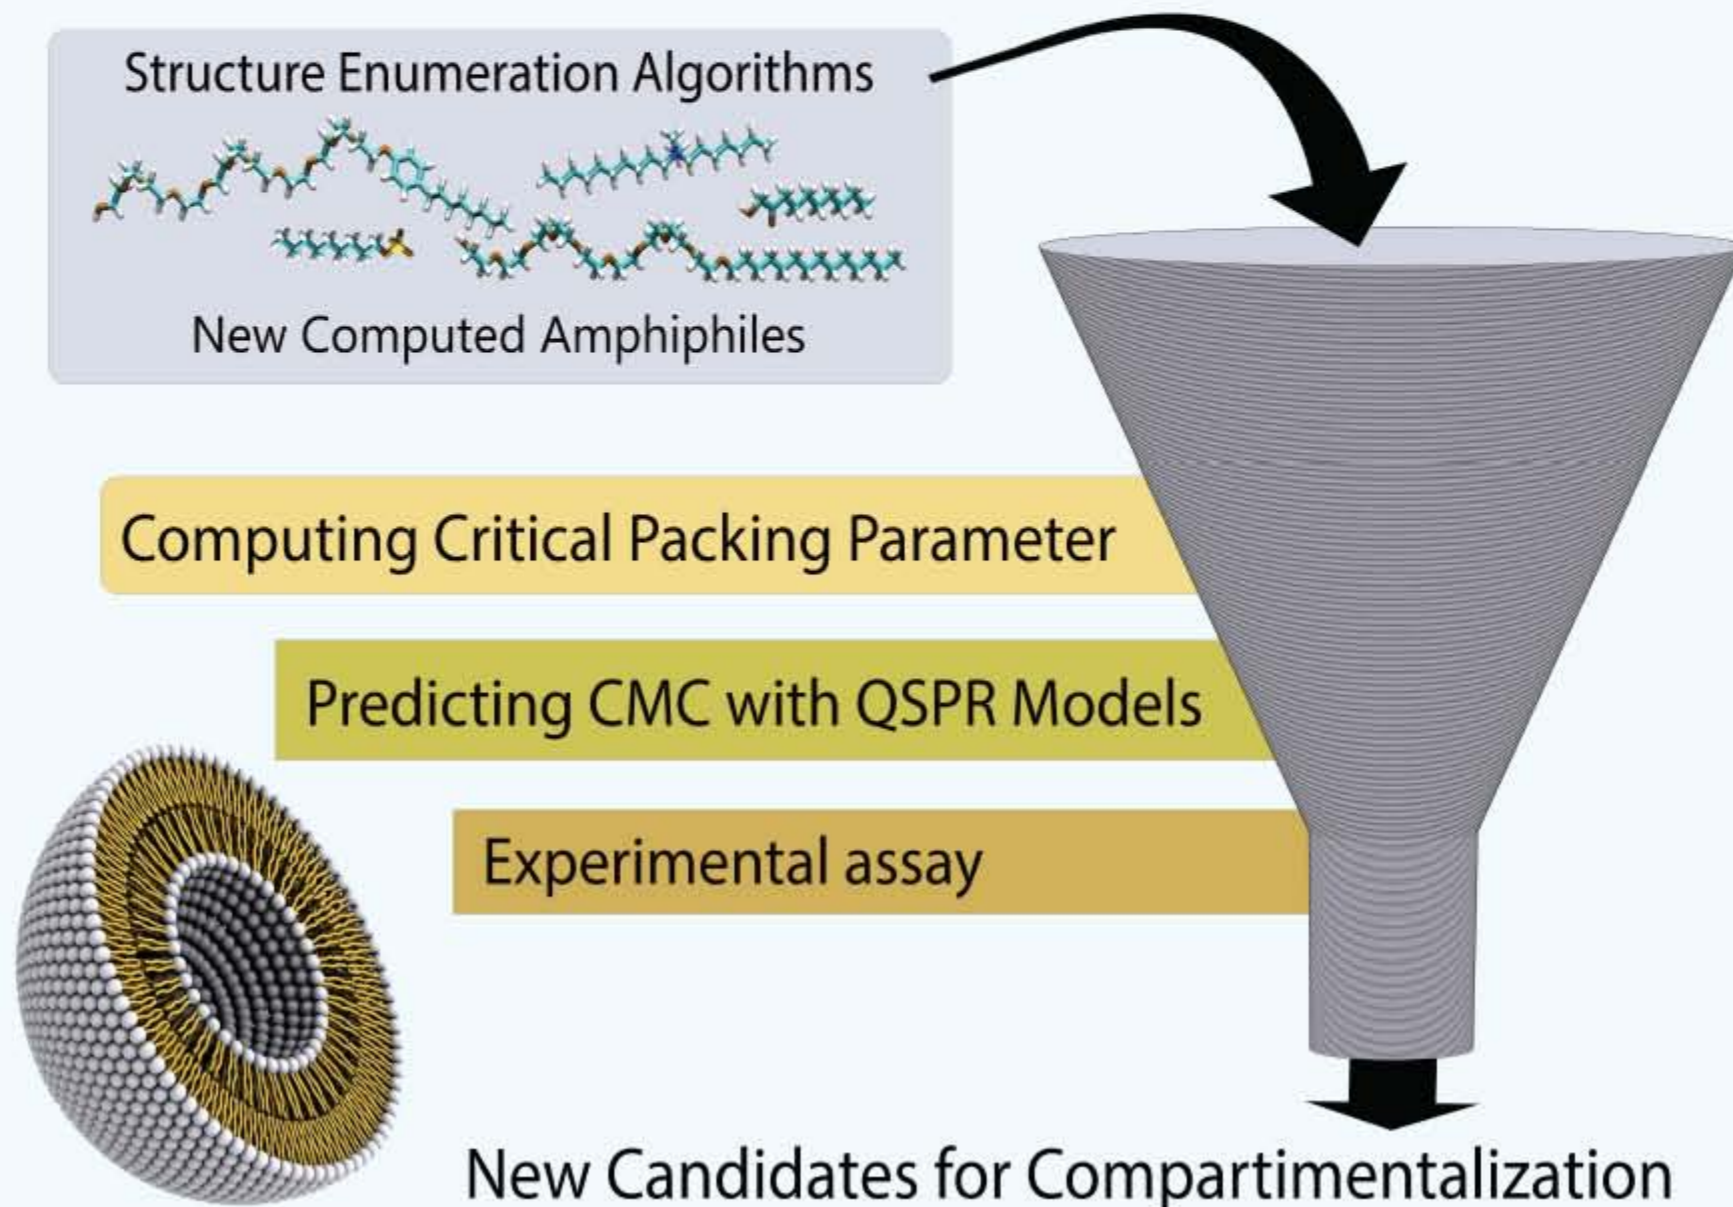 Structure Enumeration Algorithms
New Computed Amphiphiles
Computing Critical Packing Parameter
Predicting CMC with QSPR Models
Experimental assay
New Candidates for Compartimentalization